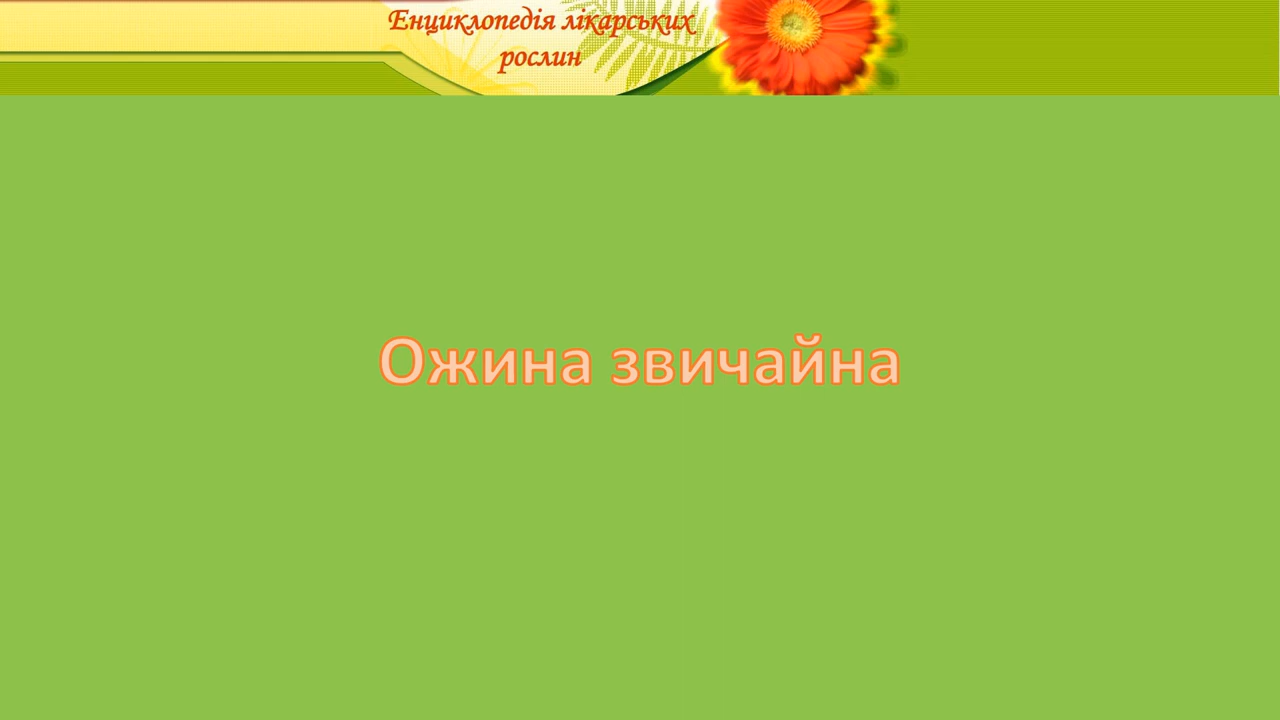 Енциклопедія лікарських
рослин
Ожина звичайна